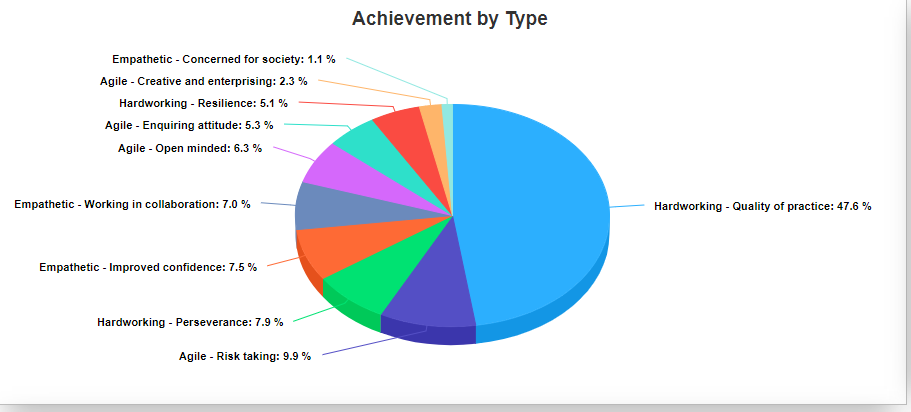 Achievement by Type
Empathetic - Concerned for society: 1.1 %
Agile - Creative and enterprising: 2.3 %
Hardworking - Resilience: 5.1 %
Agile - Enquiring attitude: 5.3 %
Agile - Open minded: 6.3 %
Empathetic - Working in collaboration: 7.0 %
Hardworking - Quality of practice: 47.6 %
Empathetic - Improved confidence: 7.5 %
Hardworking - Perseverance: 7.9 %
Agile - Risk taking: 9.9 %